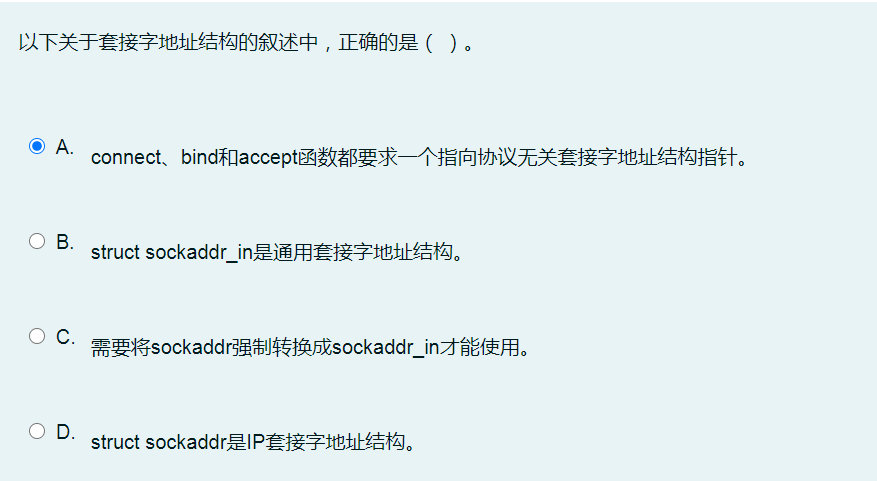 以下关于套接字地址结构的叙述中，正确的是（ ）。
A. connect、bind和accept函数都要求一个指向协议无关套接字地址结构指针。
B. struct sockaddr_in是通用套接字地址结构。
C. 需要将sockaddr强制转换成sockaddr_in才能使用。
D. struct sockaddr是IP套接字地址结构。